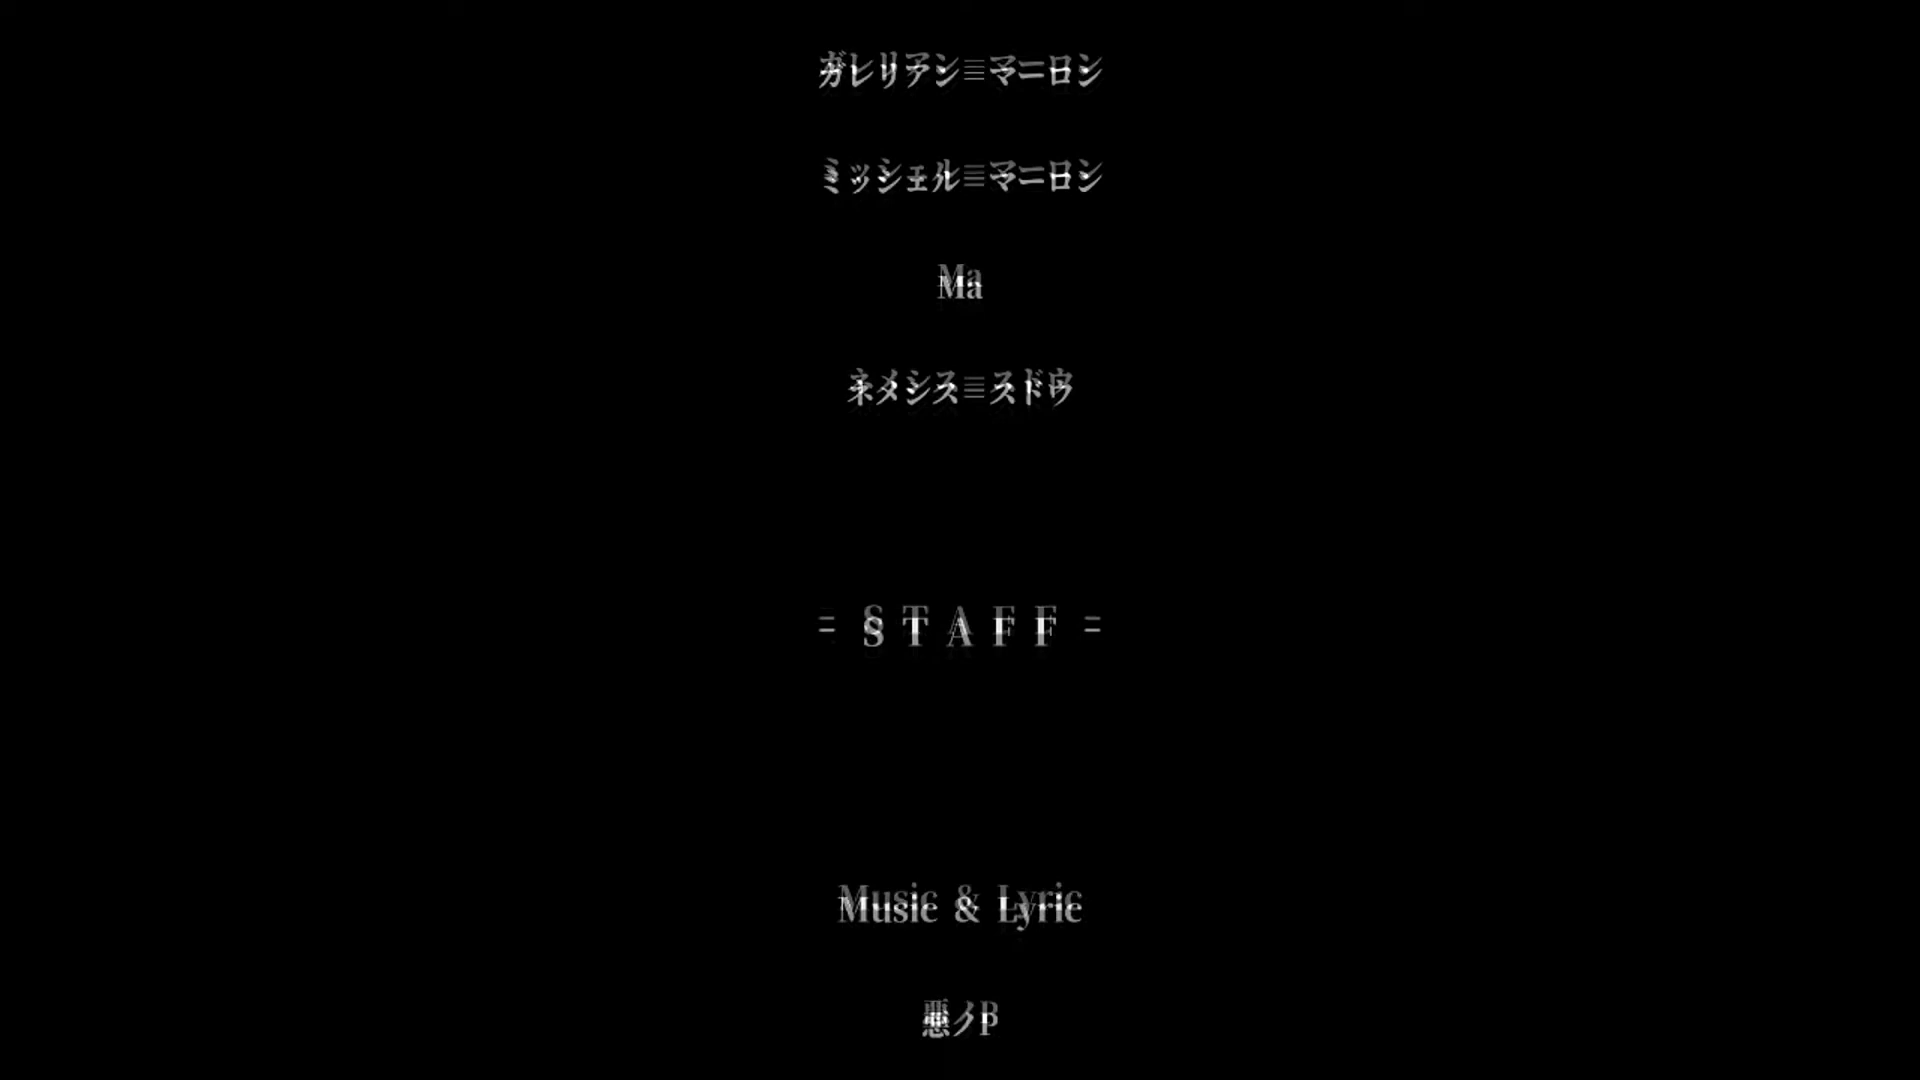 ガレリアン＝マーロン
ミッシェル＝マーロン
Ma
ネメシス＝スドウ
= STAFF =
Music & Lyric
悪ノP